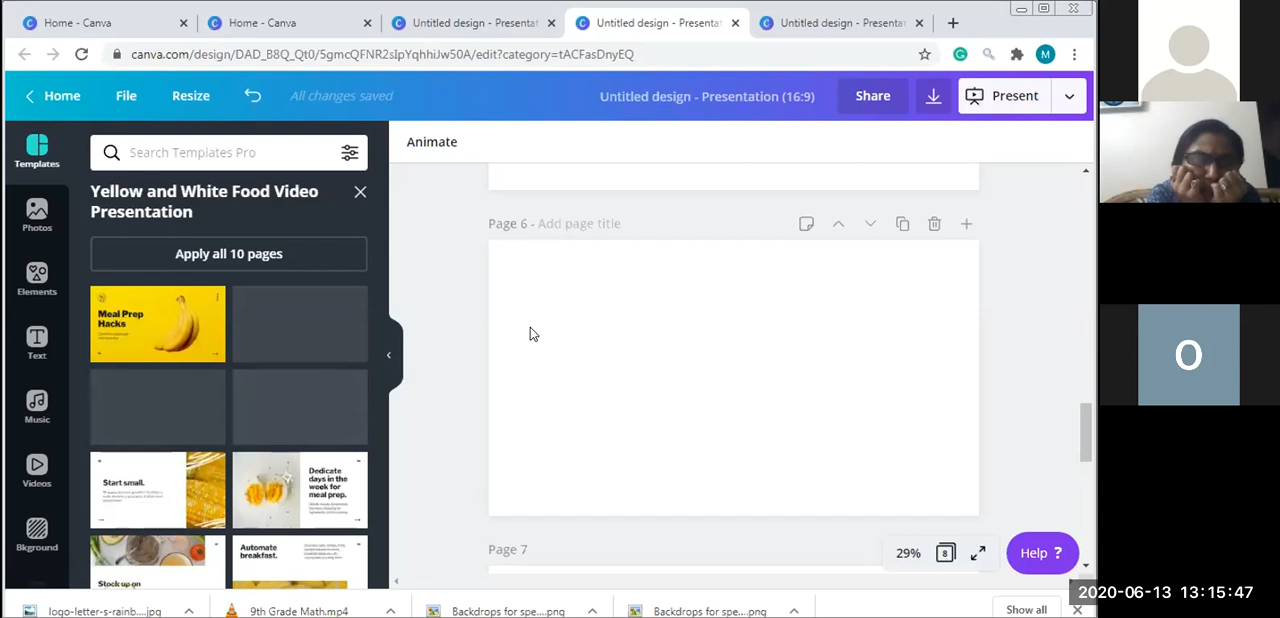 Home - Canva
Home - Canva
Untitled design - Presentat
Untitled design - Presentat
Untitled design - Presentat
canva.com/design/DAD_B8Q_Qt0/5gmcQFNR2sIpYqhhiJw50A/edit?category=tACFasDnyEQ
M
Home
File
Resize
All changes saved
Untitled design - Presentation (16:9)
Share
Present
Templates
Photos
Elements
Text
Music
Videos
Bkground
Search Templates Pro
Yellow and White Food Video
Presentation
Apply all 10 pages
Meal Prep
Hacks
Start small.
Dedicate
days in the
week for
meal prep.
Stock up on
Automate
breakfast.
Animate
Page 6 - Add page title
Page 7
29%
8
Help ?
O
logo-letter-s-rainb....jpg
9th Grade Math.mp4
Backdrops for spe....png
Backdrops for spe....png
Show all
2020-06-13 13:15:47